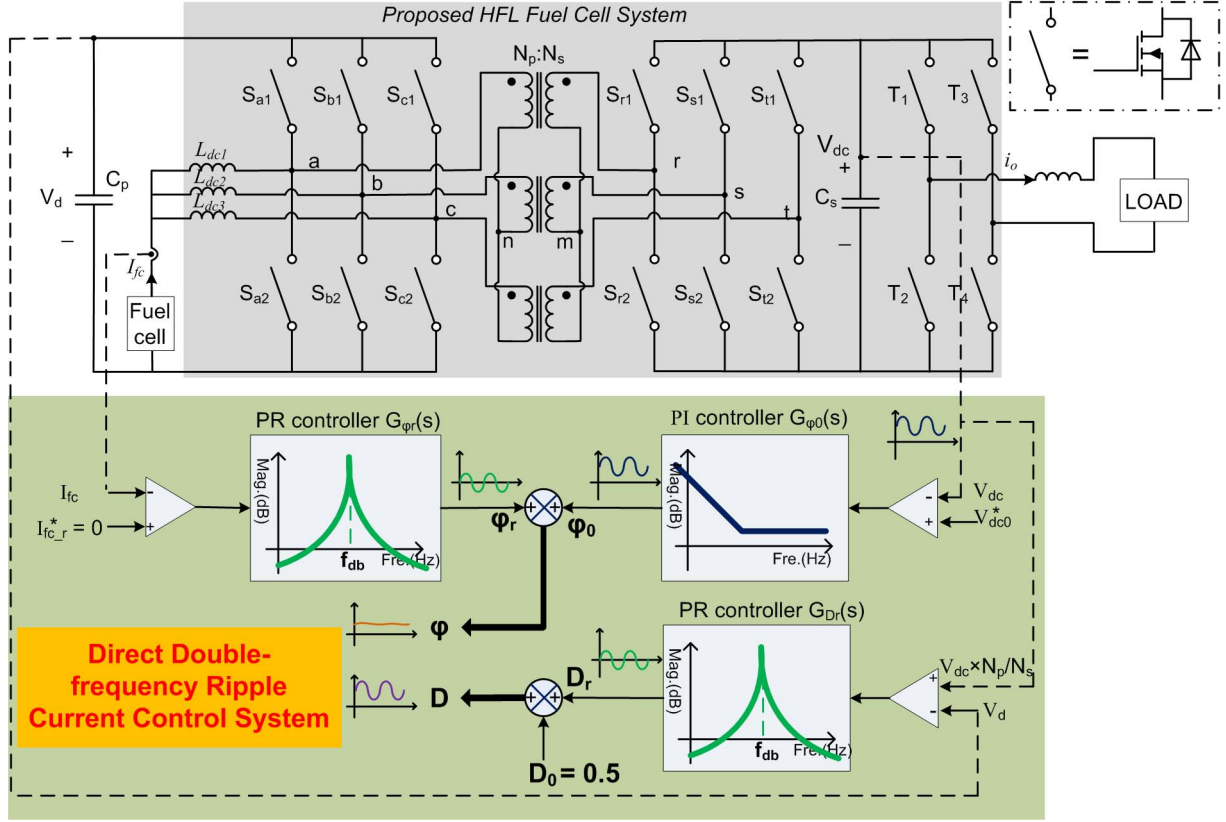 Proposed HFL Fuel Cell System
Np:Ns
Sa1
Sb1
Sc1
Sr1
Ss1
St1
T1
T3
=
+
Vd
Cp
–
Ldc1
Ldc2
Ldc3
a
b
c
n
m
r
s
t
Vdc
+
Cs
–
io
LOAD
Ifc
Fuel
cell
Sa2
Sb2
Sc2
Sr2
Ss2
St2
T2
T4
PR controller Gφr(s)
Mag.(dB)
fdb
Fre.(Hz)
PI controller Gφ0(s)
Mag.(dB)
Fre.(Hz)
Ifc
-
I*fc_r = 0
+
φr
+ +
φ0
Vdc
-
V*dc0
+
φ
PR controller GDr(s)
Mag.(dB)
fdb
Fre.(Hz)
Direct Double-
frequency Ripple
Current Control System
D
+ +
Dr
D0 = 0.5
Vdc×Np/Ns
+
Vd
-